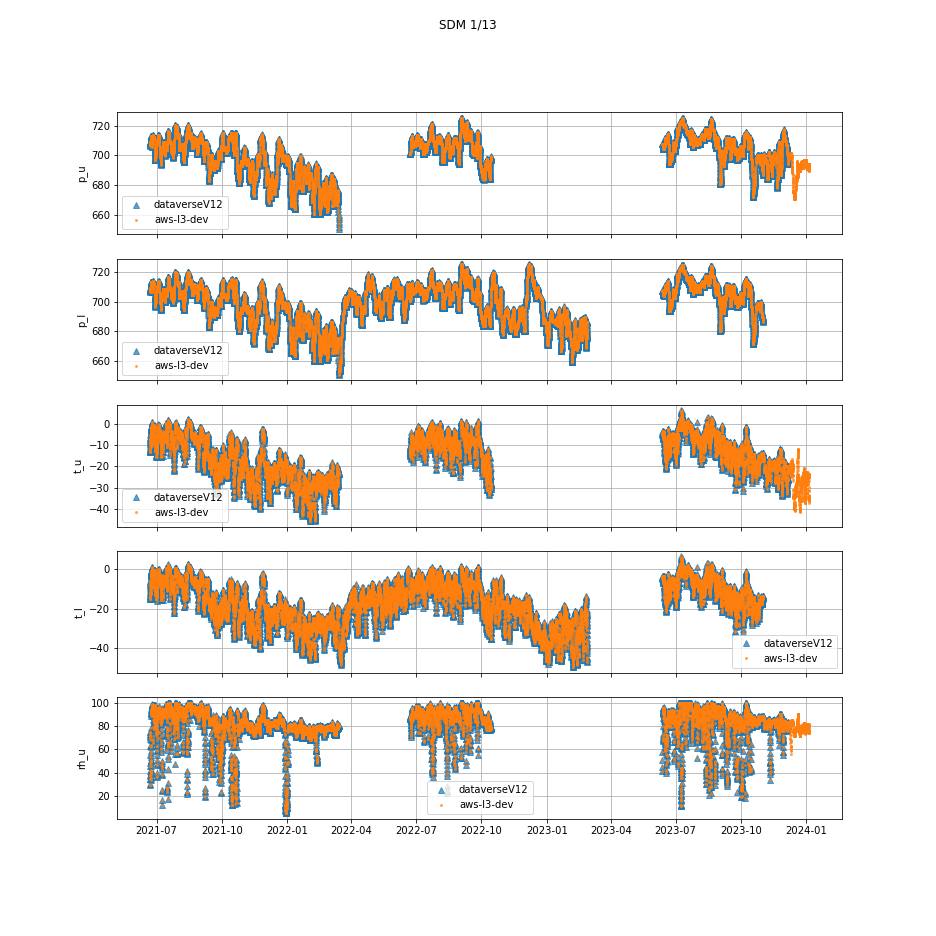 SDM 1/13
720
700
680
660
p_u
dataverseV12
aws-l3-dev
720
700
680
660
p_l
dataverseV12
aws-l3-dev
0
−10
−20
−30
−40
t_u
dataverseV12
aws-l3-dev
0
−20
−40
t_l
dataverseV12
aws-l3-dev
100
80
60
40
20
rh_u
dataverseV12
aws-l3-dev
2021-07 2021-10 2022-01 2022-04 2022-07 2022-10 2023-01 2023-04 2023-07 2023-10 2024-01